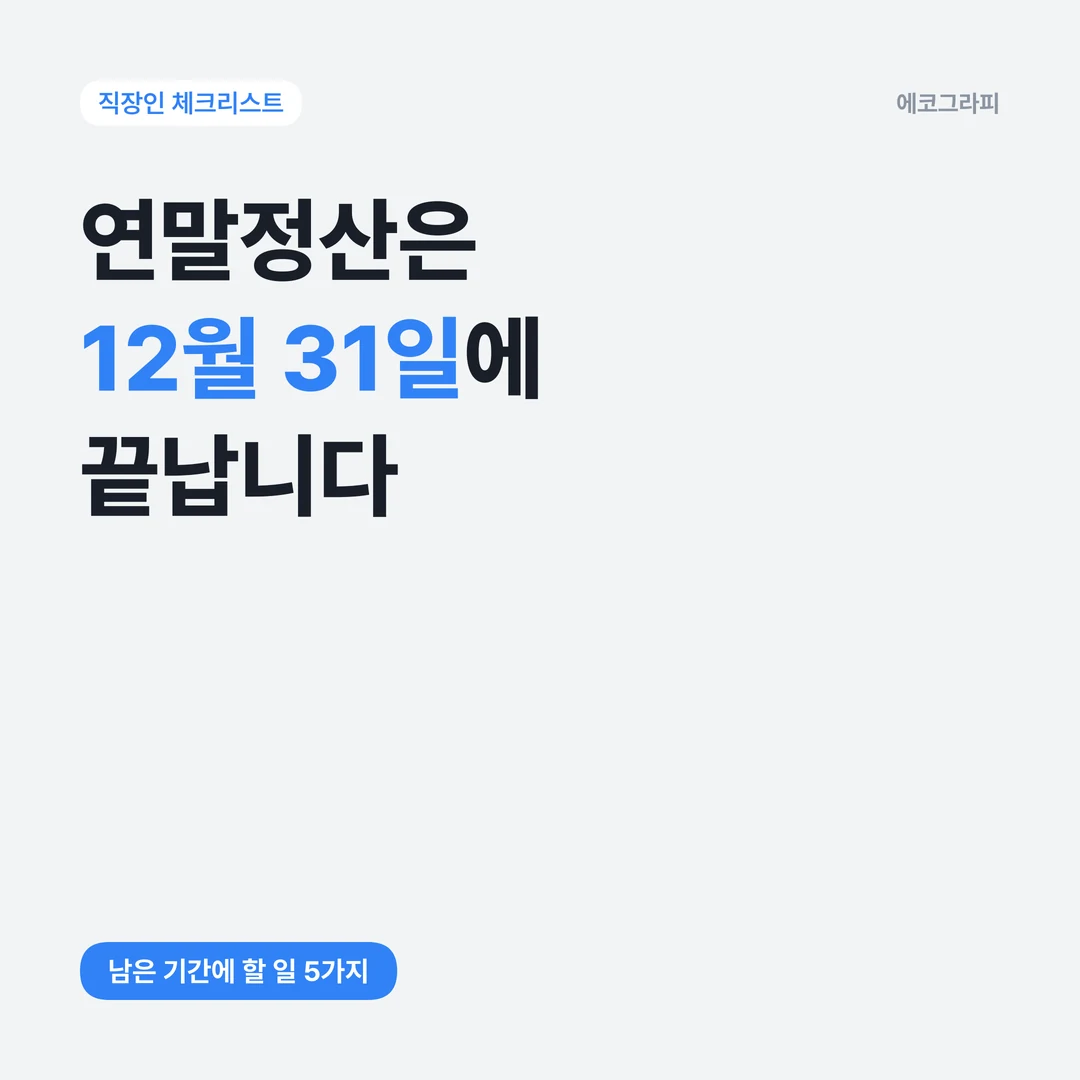 직장인 체크리스트
에코그라피
연말정산은
12월 31일에
끝납니다
남은 기간에 할 일 5가지